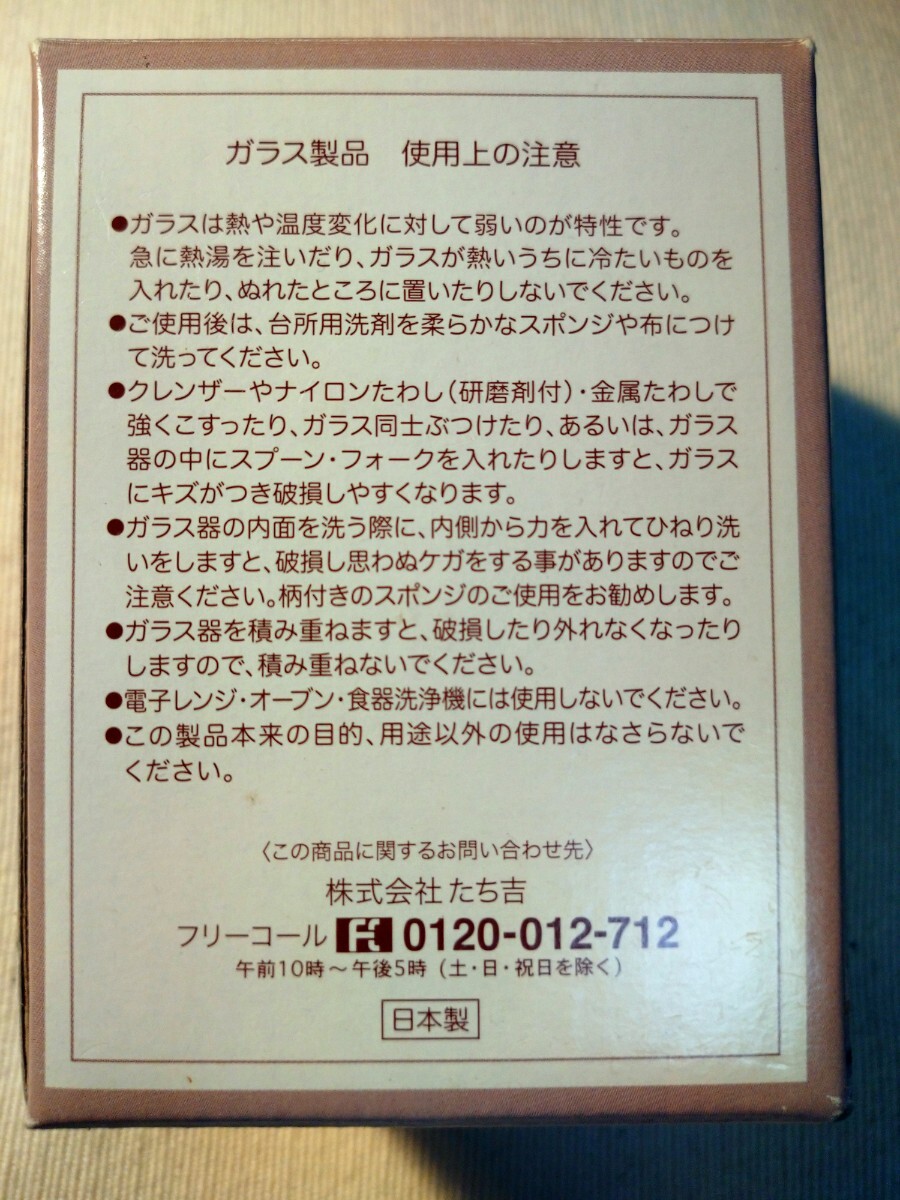 ガラス製品　使用上の注意
●ガラスは熱や温度変化に対して弱いのが特性です。
急に熱湯を注いだり、ガラスが熱いうちに冷たいものを
入れたり、ぬれたところに置いたりしないでください。
●ご使用後は、台所用洗剤を柔らかなスポンジや布につけ
て洗ってください。
●クレンザーやナイロンたわし(研磨剤付)・金属たわしで
強くこすったり、ガラス同士ぶつけたり、あるいは、ガラス
器の中にスプーン・フォークを入れたりしますと、ガラス
にキズがつき破損しやすくなります。
●ガラス器の内面を洗う際に、内側から力を入れてひねり洗
いをしますと、破損し思わぬケガをする事がありますのでご
注意ください。柄付きのスポンジのご使用をお勧めします。
●ガラス器を積み重ねますと、破損したり外れなくなったり
しますので、積み重ねないでください。
●電子レンジ・オーブン・食器洗浄機には使用しないでください。
●この製品本来の目的、用途以外の使用はなさらないで
ください。
〈この商品に関するお問い合わせ先〉
株式会社 たち吉
フリーコール 0120-012-712
午前10時～午後5時 (土・日・祝日を除く)
日本製